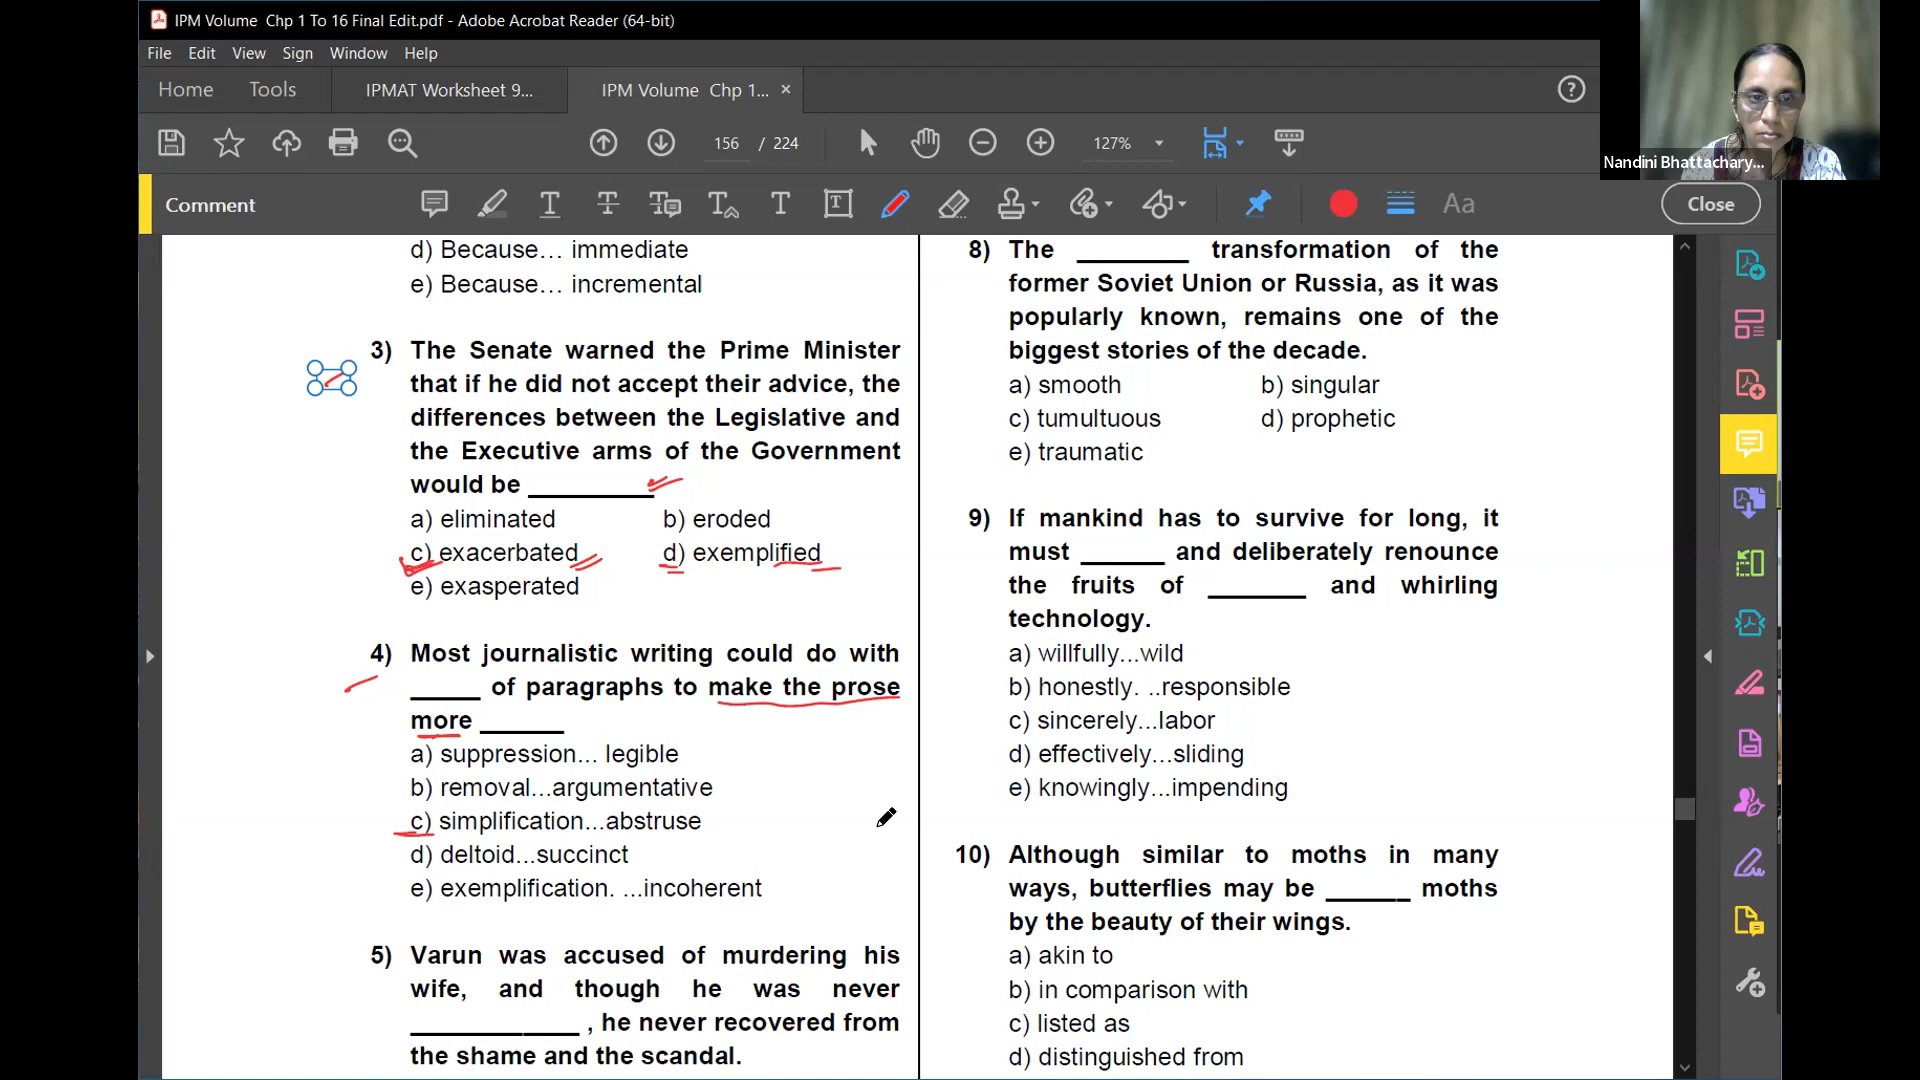 IPM Volume Chp 1 To 16 Final Edit.pdf - Adobe Acrobat Reader (64-bit)
File Edit View Sign Window Help
Home Tools IPMAT Worksheet 9... IPM Volume Chp 1... ×
156 / 224 127%
Nandini Bhattachary...
Comment
Aa
Close
d) Because… immediate
e) Because… incremental
3) The Senate warned the Prime Minister
that if he did not accept their advice, the
differences between the Legislative and
the Executive arms of the Government
would be _________
a) eliminated b) eroded
c) exacerbated d) exemplified
e) exasperated
4) Most journalistic writing could do with
_____ of paragraphs to make the prose
more ______
a) suppression... legible
b) removal...argumentative
c) simplification...abstruse
d) deltoid...succinct
e) exemplification. ...incoherent
5) Varun was accused of murdering his
wife, and though he was never
____________ , he never recovered from
the shame and the scandal.
8) The ________ transformation of the
former Soviet Union or Russia, as it was
popularly known, remains one of the
biggest stories of the decade.
a) smooth b) singular
c) tumultuous d) prophetic
e) traumatic
9) If mankind has to survive for long, it
must ______ and deliberately renounce
the fruits of _______ and whirling
technology.
a) willfully...wild
b) honestly. ..responsible
c) sincerely...labor
d) effectively...sliding
e) knowingly...impending
10) Although similar to moths in many
ways, butterflies may be ______ moths
by the beauty of their wings.
a) akin to
b) in comparison with
c) listed as
d) distinguished from